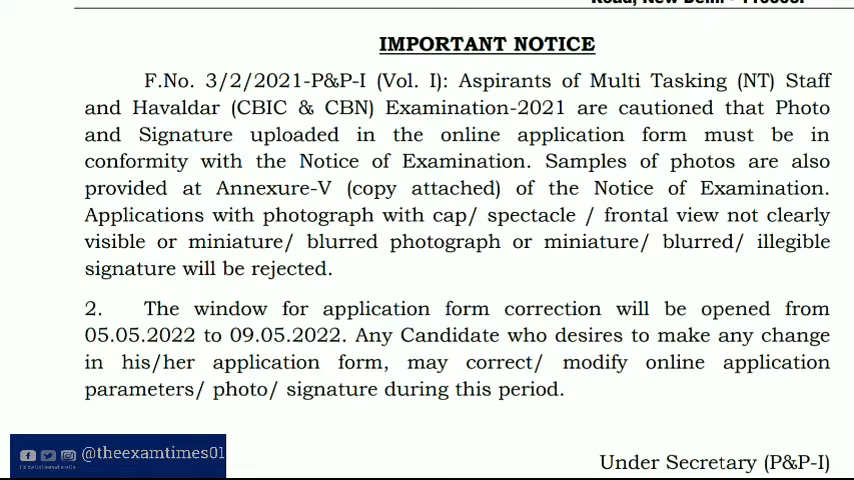 Road, New Delhi - 110003.
IMPORTANT NOTICE
F.No. 3/2/2021-P&P-I (Vol. I): Aspirants of Multi Tasking (NT) Staff
and Havaldar (CBIC & CBN) Examination-2021 are cautioned that Photo
and Signature uploaded in the online application form must be in
conformity with the Notice of Examination. Samples of photos are also
provided at Annexure-V (copy attached) of the Notice of Examination.
Applications with photograph with cap/ spectacle / frontal view not clearly
visible or miniature/ blurred photograph or miniature/ blurred/ illegible
signature will be rejected.
2. The window for application form correction will be opened from
05.05.2022 to 09.05.2022. Any Candidate who desires to make any change
in his/her application form, may correct/ modify online application
parameters/ photo/ signature during this period.
@theexamtimes01
Under Secretary (P&P-I)